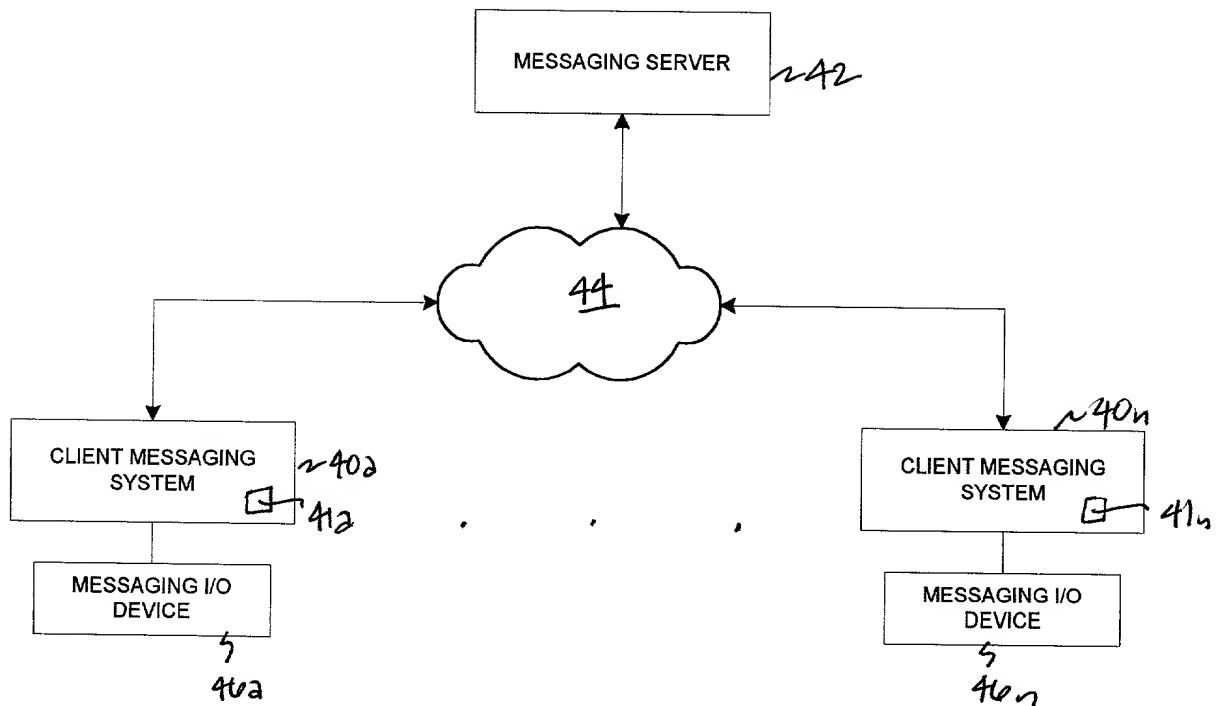 MESSAGING SERVER
~42
44
CLIENT MESSAGING
SYSTEM
~40a
41a
MESSAGING I/O
DEVICE
46a
~40n
CLIENT MESSAGING
SYSTEM
41n
MESSAGING I/O
DEVICE
46n